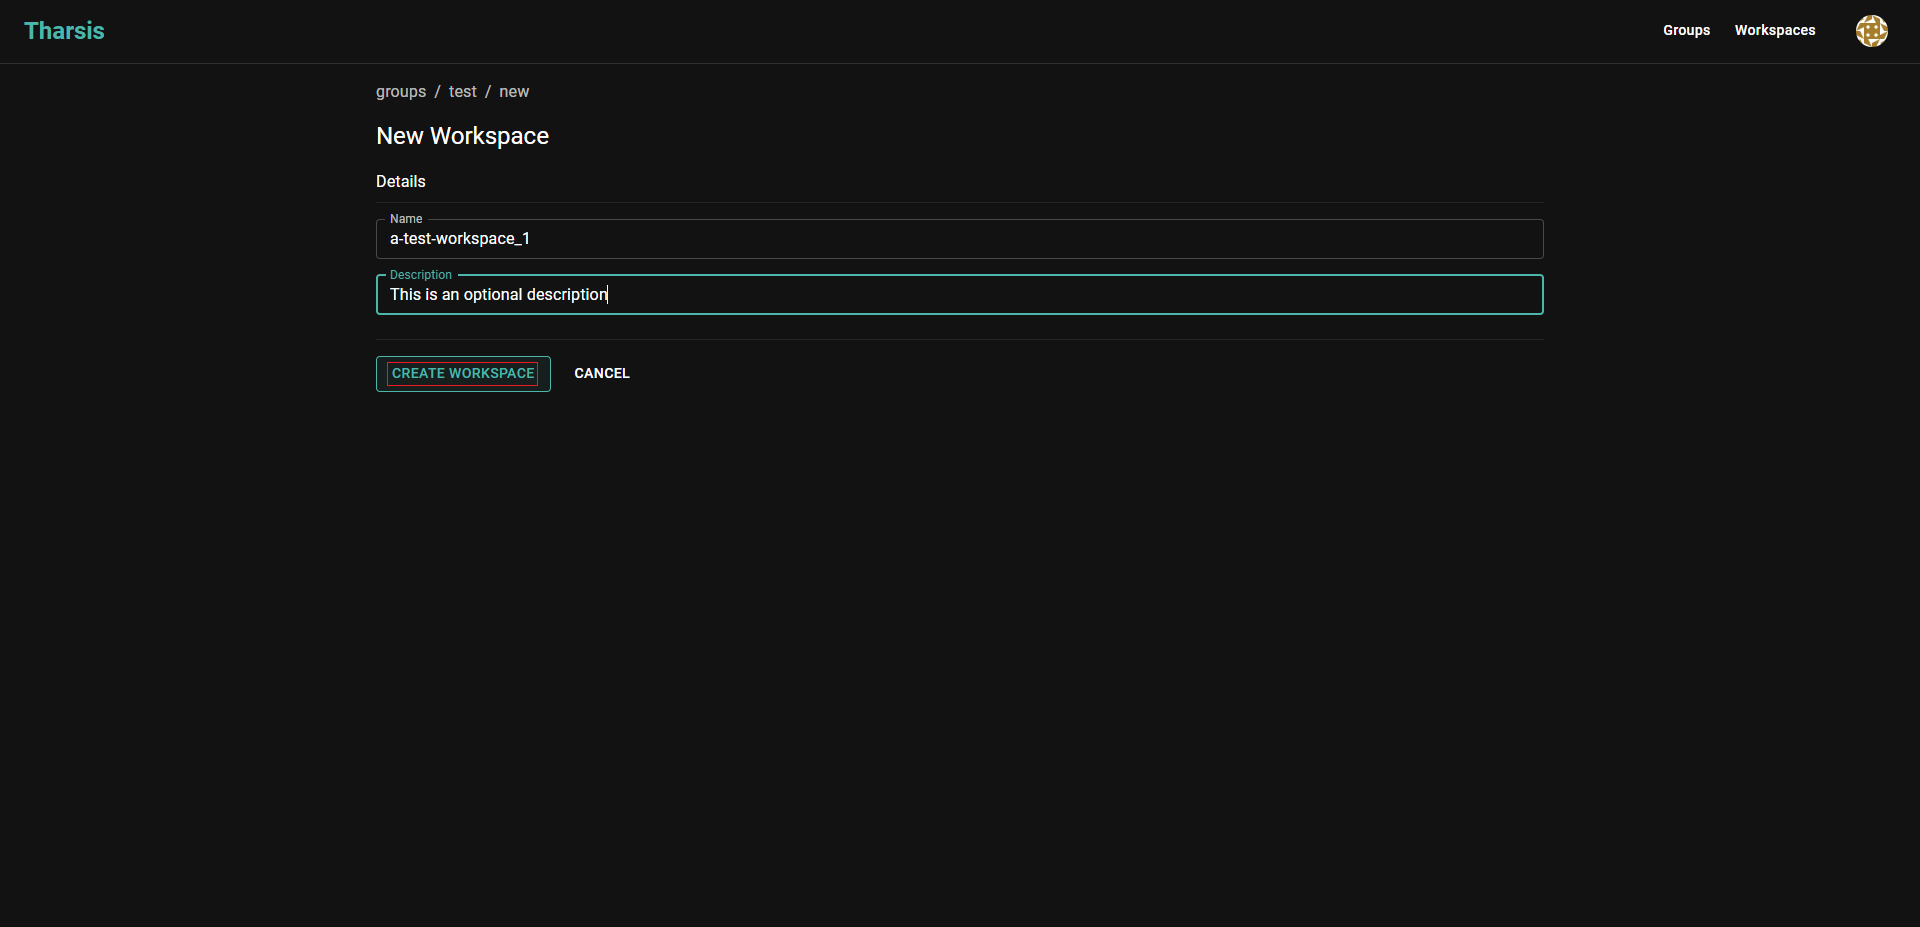 Tharsis
Groups Workspaces
groups / test / new
New Workspace
Details
Name
a-test-workspace_1
Description
This is an optional description
CREATE WORKSPACE CANCEL